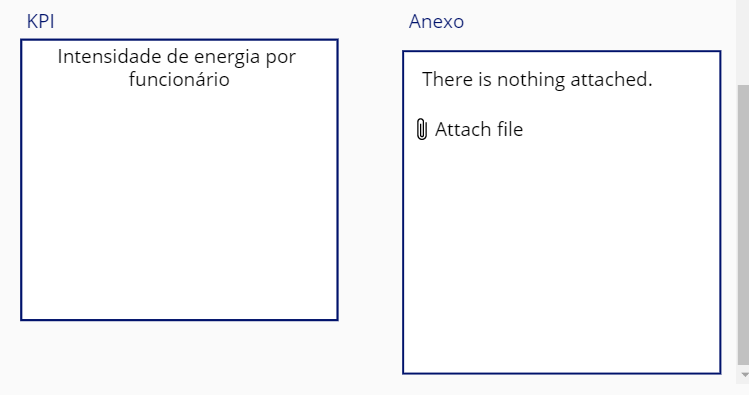 KPI
Intensidade de energia por
funcionário
Anexo
There is nothing attached.
Attach file